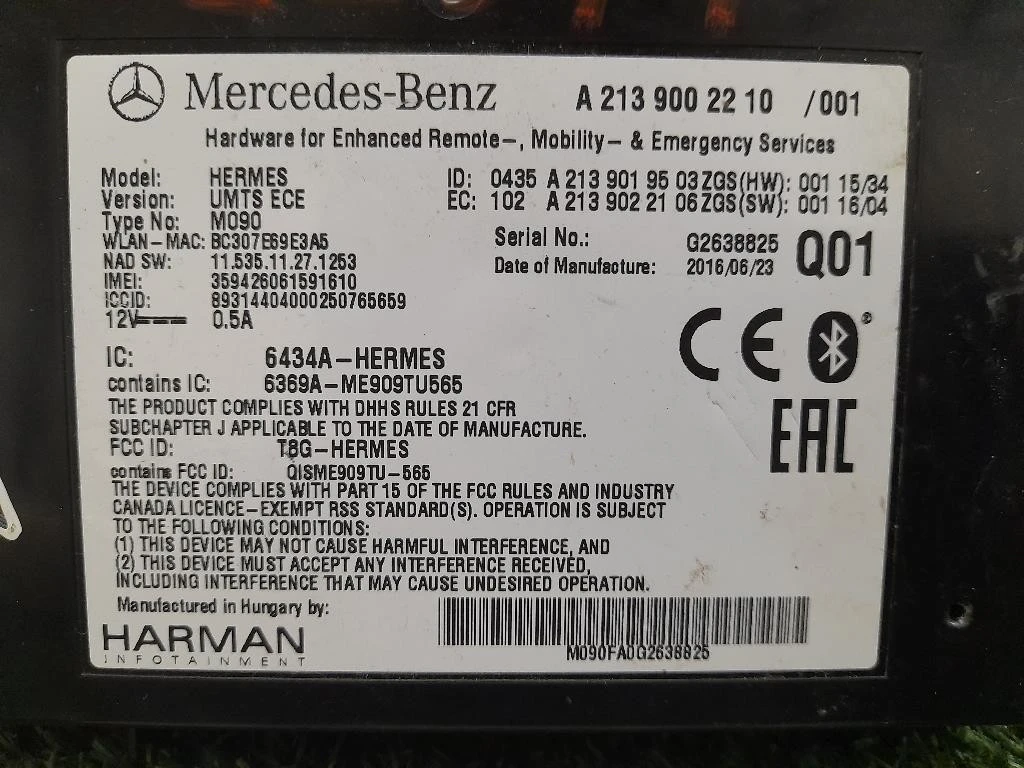 Mercedes-Benz A 213 900 22 10 /001
Hardware for Enhanced Remote-, Mobility- & Emergency Services
Model: HERMES ID: 0435 A 213 901 95 03 ZGS(HW): 001 15/34
Version: UMTS ECE EC: 102 A 213 902 21 06 ZGS(SW): 001 16/04
Type No: M090
WLAN-MAC: BC307E69E3A5 Serial No.: G2638825 Q01
NAD SW: 11.535.11.27.1253 Date of Manufacture: 2016/06/23
IMEI: 359426061591610
ICCID: 89314404000250765659
12V 0.5A
IC: 6434A-HERMES
contains IC: 6369A-ME909TU565
THE PRODUCT COMPLIES WITH DHHS RULES 21 CFR
SUBCHAPTER J APPLICABLE TO THE DATE OF MANUFACTURE.
FCC ID: T8G-HERMES
contains FCC ID: QISME909TU-565
THE DEVICE COMPLIES WITH PART 15 OF THE FCC RULES AND INDUSTRY
CANADA LICENCE-EXEMPT RSS STANDARD(S). OPERATION IS SUBJECT
TO THE FOLLOWING CONDITIONS:
(1) THIS DEVICE MAY NOT CAUSE HARMFUL INTERFERENCE, AND
(2) THIS DEVICE MUST ACCEPT ANY INTERFERENCE RECEIVED,
INCLUDING INTERFERENCE THAT MAY CAUSE UNDESIRED OPERATION.
CE ®
EAC
Manufactured in Hungary by:
HARMAN
INFOTAINMENT
M090FA0G2638825